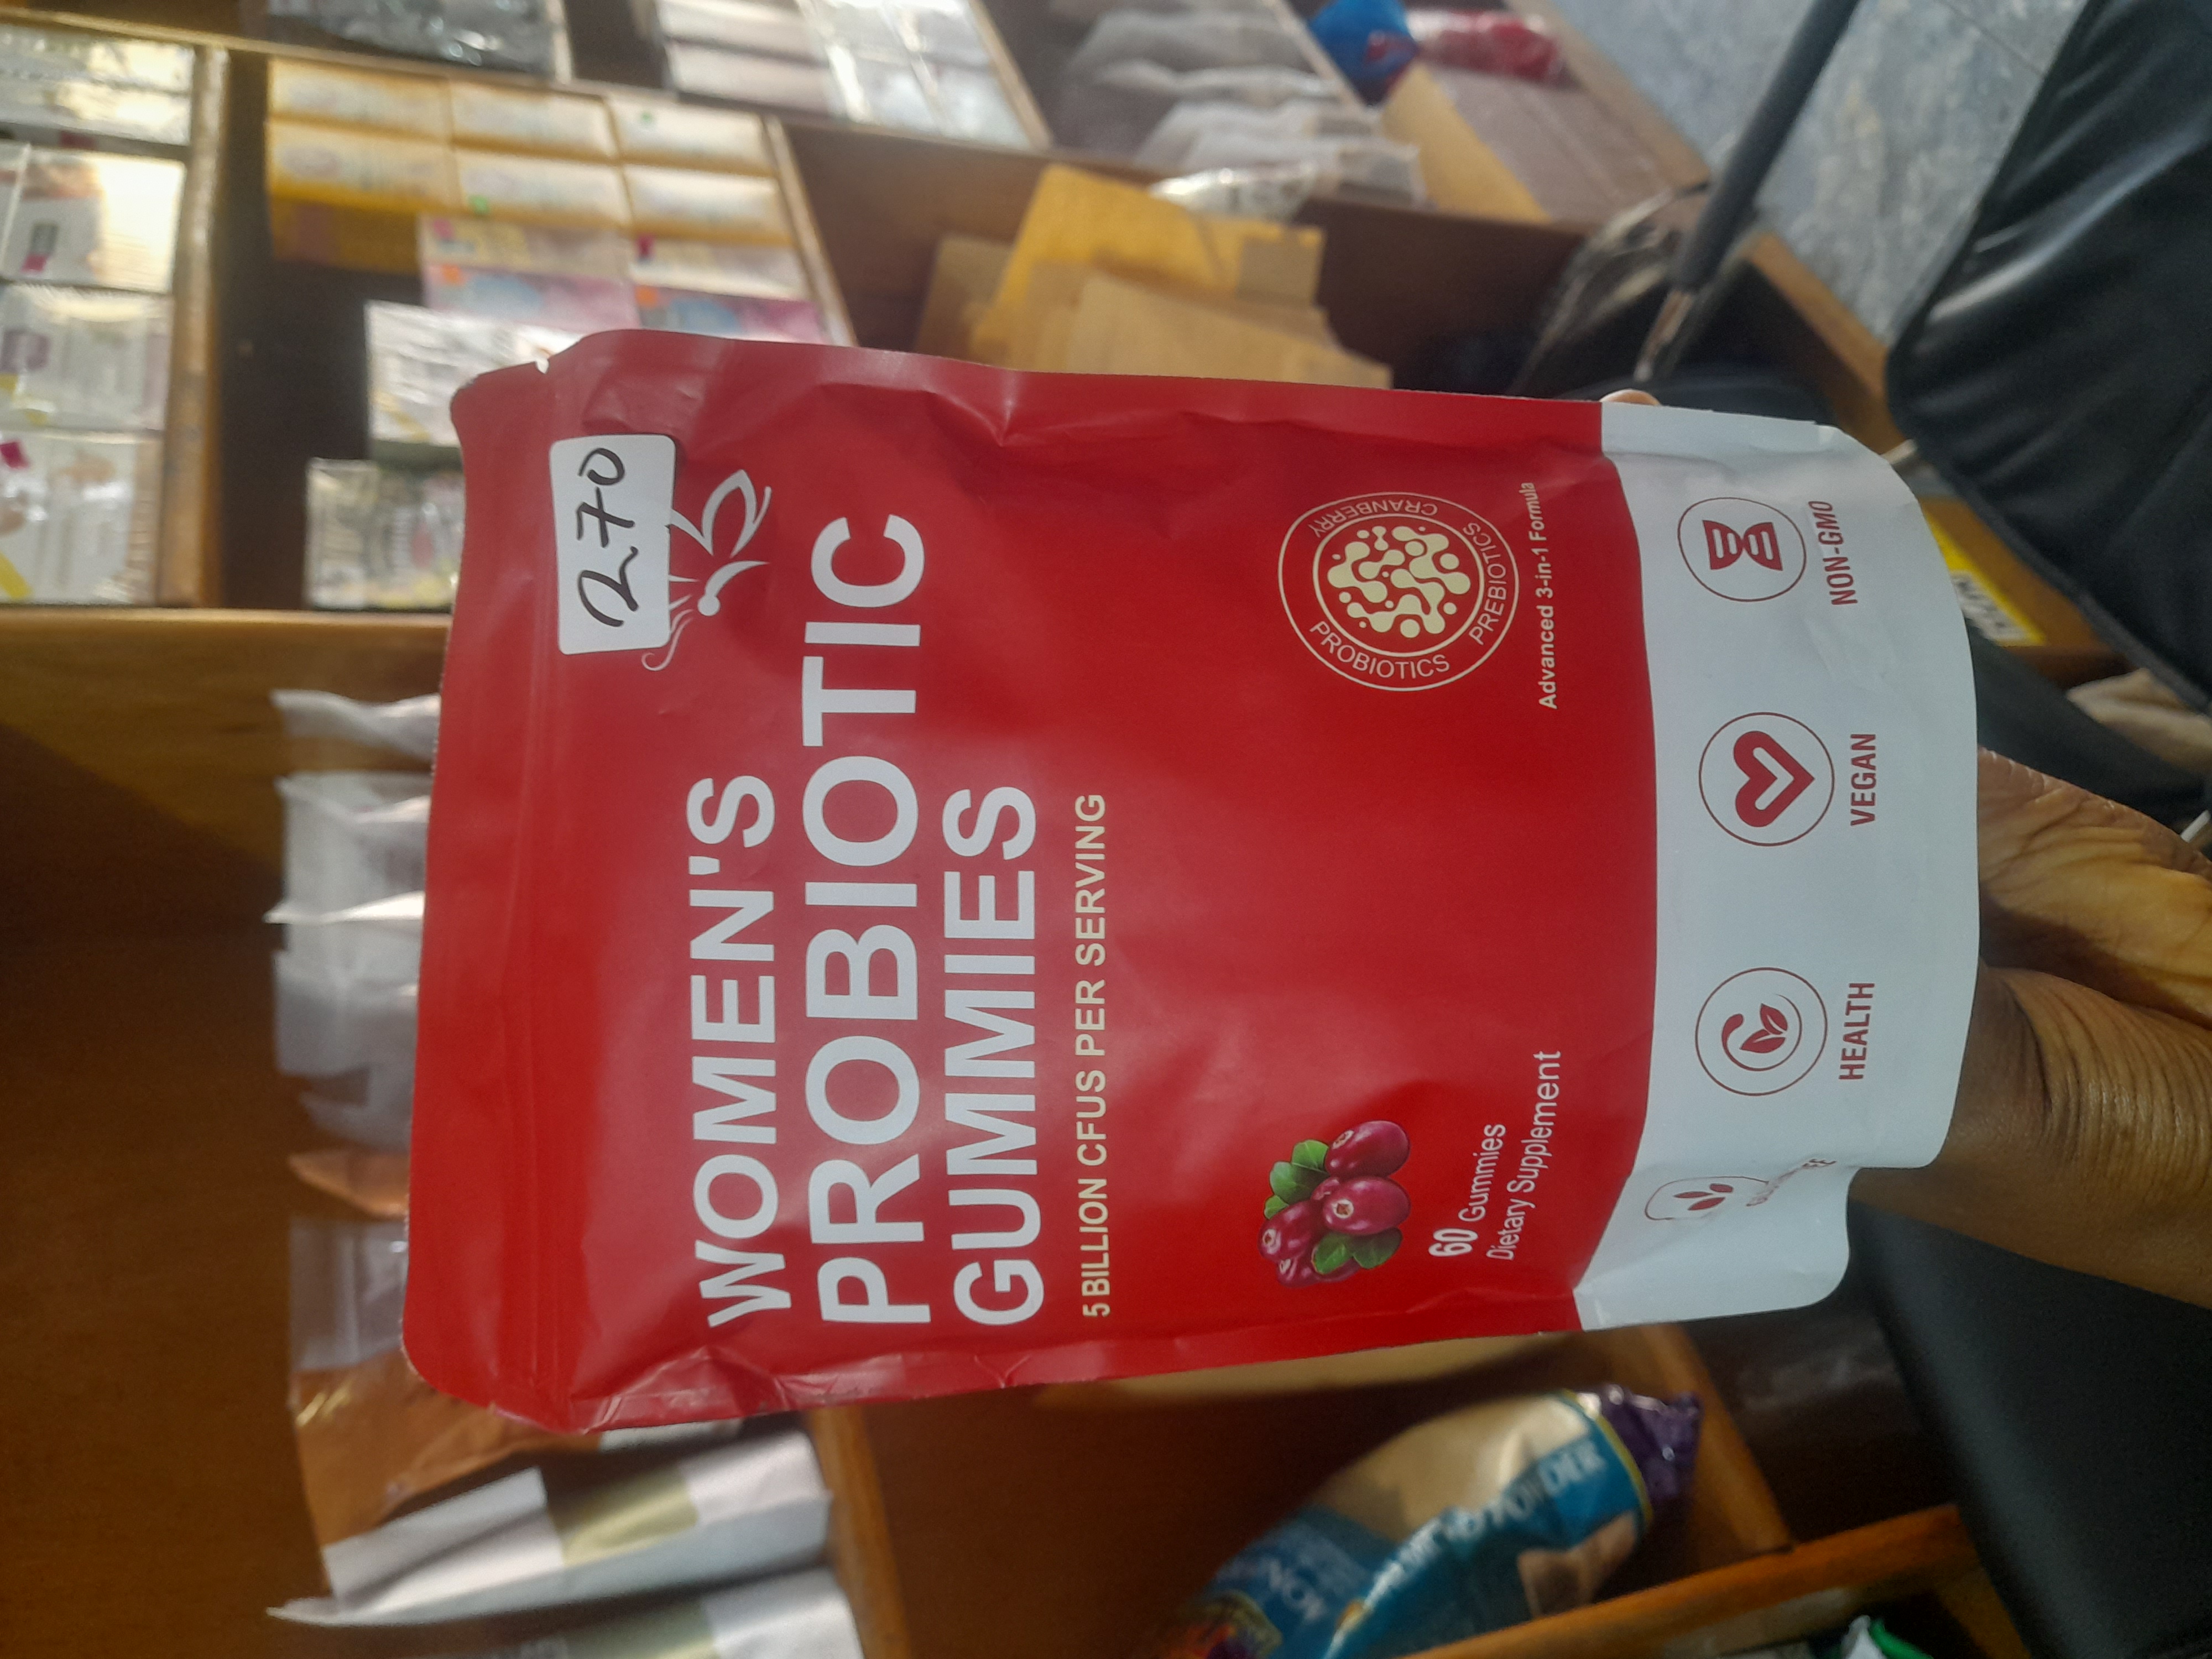 270
WOMEN'S
PROBIOTIC
GUMMIES
5 BILLION CFUS PER SERVING
PROBIOTICS
PREBIOTICS
CRANBERRY
Advanced 3-in-1 Formula
60 Gummies
Dietary Supplement
HEALTH
VEGAN
NON-GMO